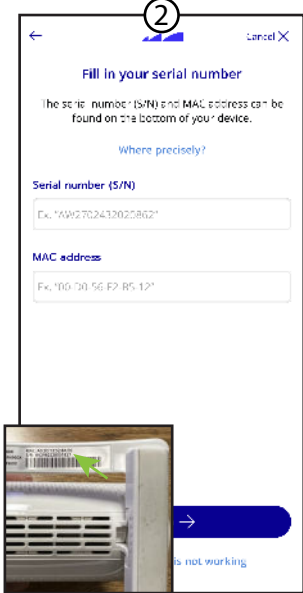 2
Cancel
Fill in your serial number
The serial number (S/N) and MAC address can be
found on the bottom of your device.
Where precisely?
Serial number (S/N)
Ex. "AW2702432020862"
MAC address
Ex. "00-D0-56-F2-B5-12"
is not working